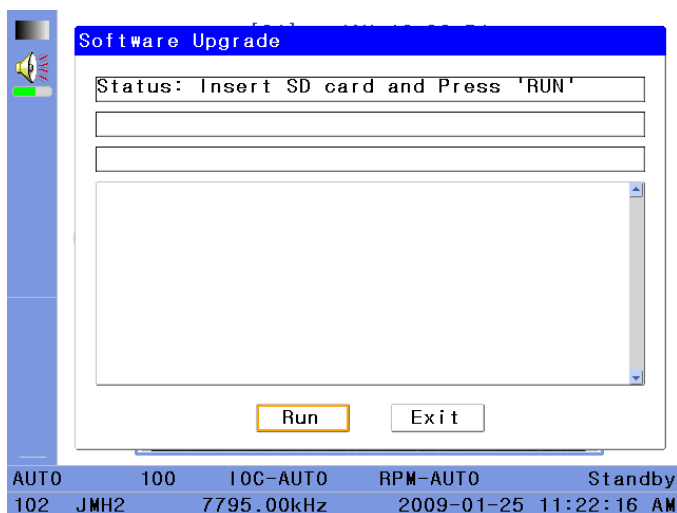 Software Upgrade
Status: Insert SD card and Press 'RUN'
Run Exit
AUTO 100 IOC-AUTO RPM-AUTO Standby
102 JMH2 7795.00kHz 2009-01-25 11:22:16 AM